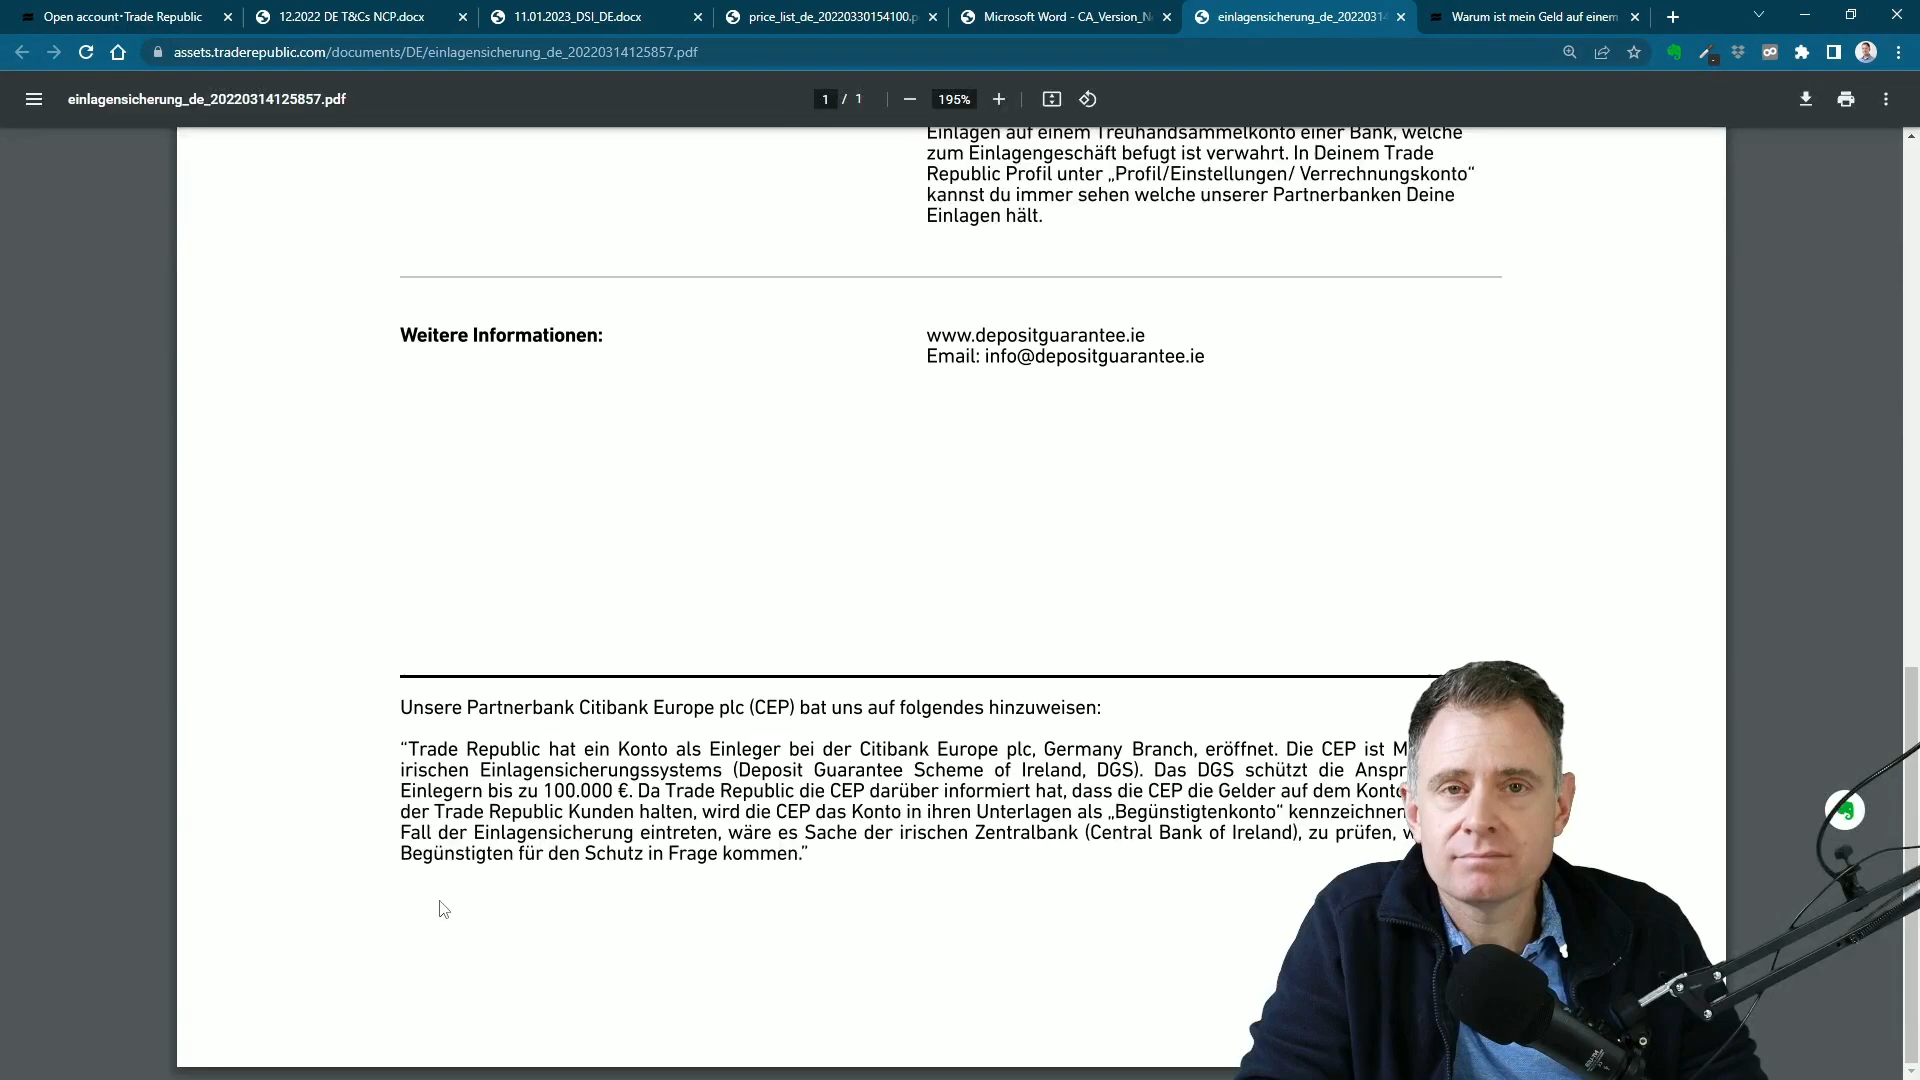 Open account · Trade Republic
12.2022 DE T&Cs NCP.docx
11.01.2023_DSI_DE.docx
price_list_de_20220330154100.p
Microsoft Word - CA_Version_N
einlagensicherung_de_2022031
Warum ist mein Geld auf einem
assets.traderepublic.com/documents/DE/einlagensicherung_de_20220314125857.pdf
einlagensicherung_de_20220314125857.pdf
1 / 1
195%
Einlagen auf einem Treuhandsammelkonto einer Bank, welche
zum Einlagengeschäft befugt ist verwahrt. In Deinem Trade
Republic Profil unter „Profil/Einstellungen/ Verrechnungskonto“
kannst du immer sehen welche unserer Partnerbanken Deine
Einlagen hält.
Weitere Informationen:
www.depositguarantee.ie
Email: info@depositguarantee.ie
Unsere Partnerbank Citibank Europe plc (CEP) bat uns auf folgendes hinzuweisen:
“Trade Republic hat ein Konto als Einleger bei der Citibank Europe plc, Germany Branch, eröffnet. Die CEP ist M
irischen Einlagensicherungssystems (Deposit Guarantee Scheme of Ireland, DGS). Das DGS schützt die Anspr
Einlegern bis zu 100.000 €. Da Trade Republic die CEP darüber informiert hat, dass die CEP die Gelder auf dem Konto
der Trade Republic Kunden halten, wird die CEP das Konto in ihren Unterlagen als „Begünstigtenkonto“ kennzeichnen
Fall der Einlagensicherung eintreten, wäre es Sache der irischen Zentralbank (Central Bank of Ireland), zu prüfen, w
Begünstigten für den Schutz in Frage kommen.”